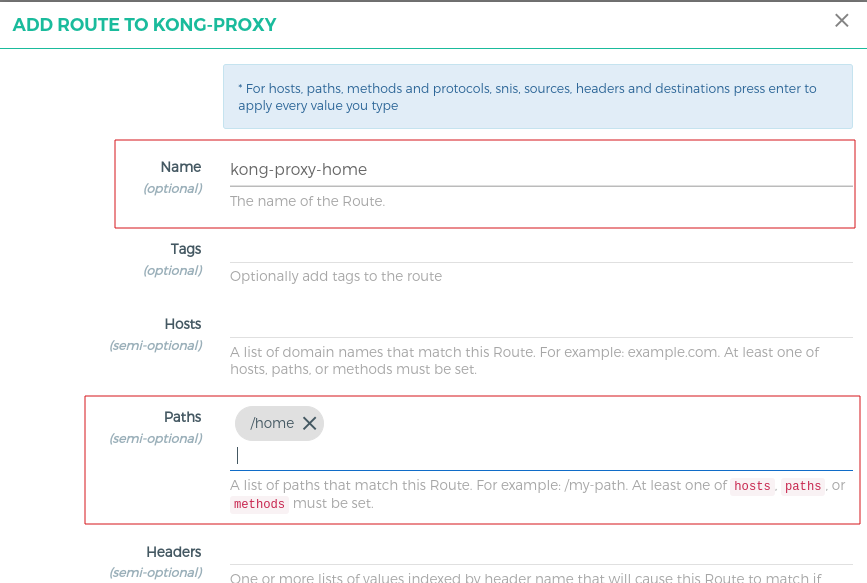 ADD ROUTE TO KONG-PROXY
* For hosts, paths, methods and protocols, snis, sources, headers and destinations press enter to
apply every value you type
Name
(optional)
kong-proxy-home
The name of the Route.
Tags
(optional)
Optionally add tags to the route
Hosts
(semi-optional)
A list of domain names that match this Route. For example: example.com. At least one of
hosts, paths, or methods must be set.
Paths
(semi-optional)
/home
A list of paths that match this Route. For example: /my-path. At least one of hosts, paths, or
methods must be set.
Headers
(semi-optional)
One or more lists of values indexed by header name that will cause this Route to match if